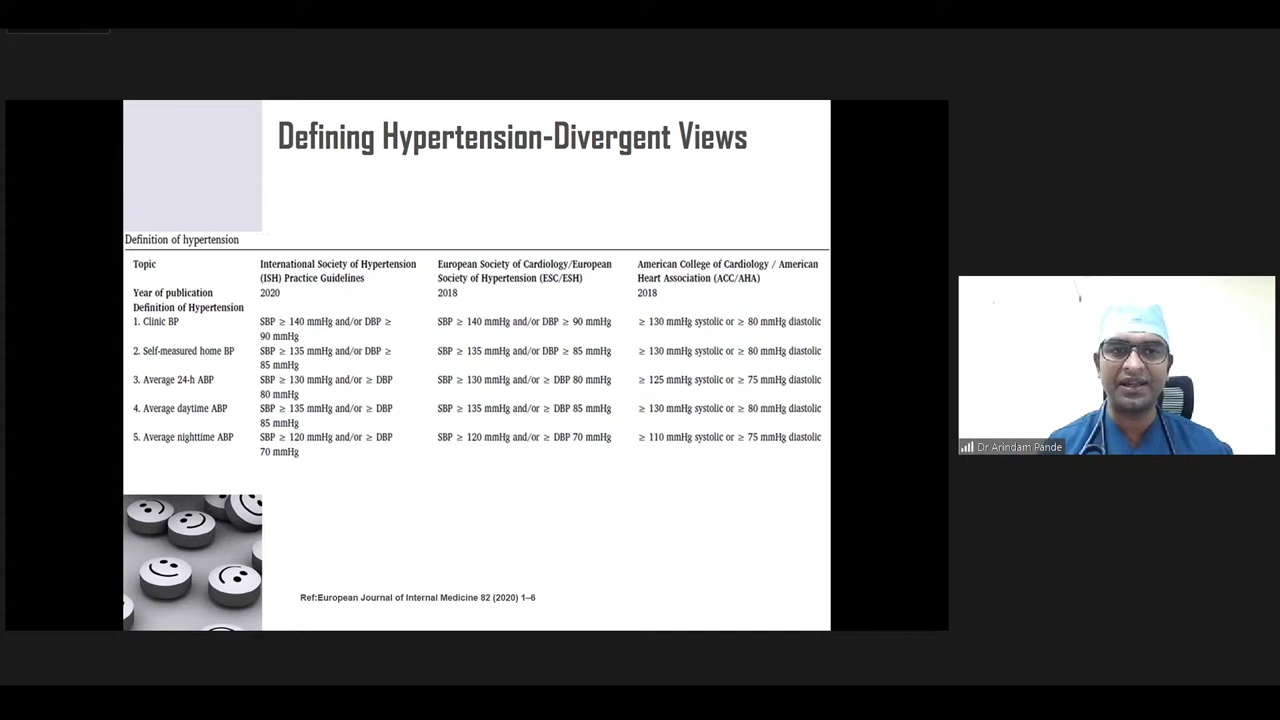 Defining Hypertension-Divergent Views
Definition of hypertension
Topic
International Society of Hypertension
(ISH) Practice Guidelines
European Society of Cardiology/European
Society of Hypertension (ESC/ESH)
American College of Cardiology / American
Heart Association (ACC/AHA)
Year of publication
2020
2018
2018
Definition of Hypertension
1. Clinic BP
SBP ≥ 140 mmHg and/or DBP ≥
90 mmHg
SBP ≥ 140 mmHg and/or DBP ≥ 90 mmHg
≥ 130 mmHg systolic or ≥ 80 mmHg diastolic
2. Self-measured home BP
SBP ≥ 135 mmHg and/or DBP ≥
85 mmHg
SBP ≥ 135 mmHg and/or DBP ≥ 85 mmHg
≥ 130 mmHg systolic or ≥ 80 mmHg diastolic
3. Average 24-h ABP
SBP ≥ 130 mmHg and/or ≥ DBP
80 mmHg
SBP ≥ 130 mmHg and/or ≥ DBP 80 mmHg
≥ 125 mmHg systolic or ≥ 75 mmHg diastolic
4. Average daytime ABP
SBP ≥ 135 mmHg and/or ≥ DBP
85 mmHg
SBP ≥ 135 mmHg and/or ≥ DBP 85 mmHg
≥ 130 mmHg systolic or ≥ 80 mmHg diastolic
5. Average nighttime ABP
SBP ≥ 120 mmHg and/or ≥ DBP
70 mmHg
SBP ≥ 120 mmHg and/or ≥ DBP 70 mmHg
≥ 110 mmHg systolic or ≥ 75 mmHg diastolic
Ref:European Journal of Internal Medicine 82 (2020) 1–6
Dr Arindam Pande